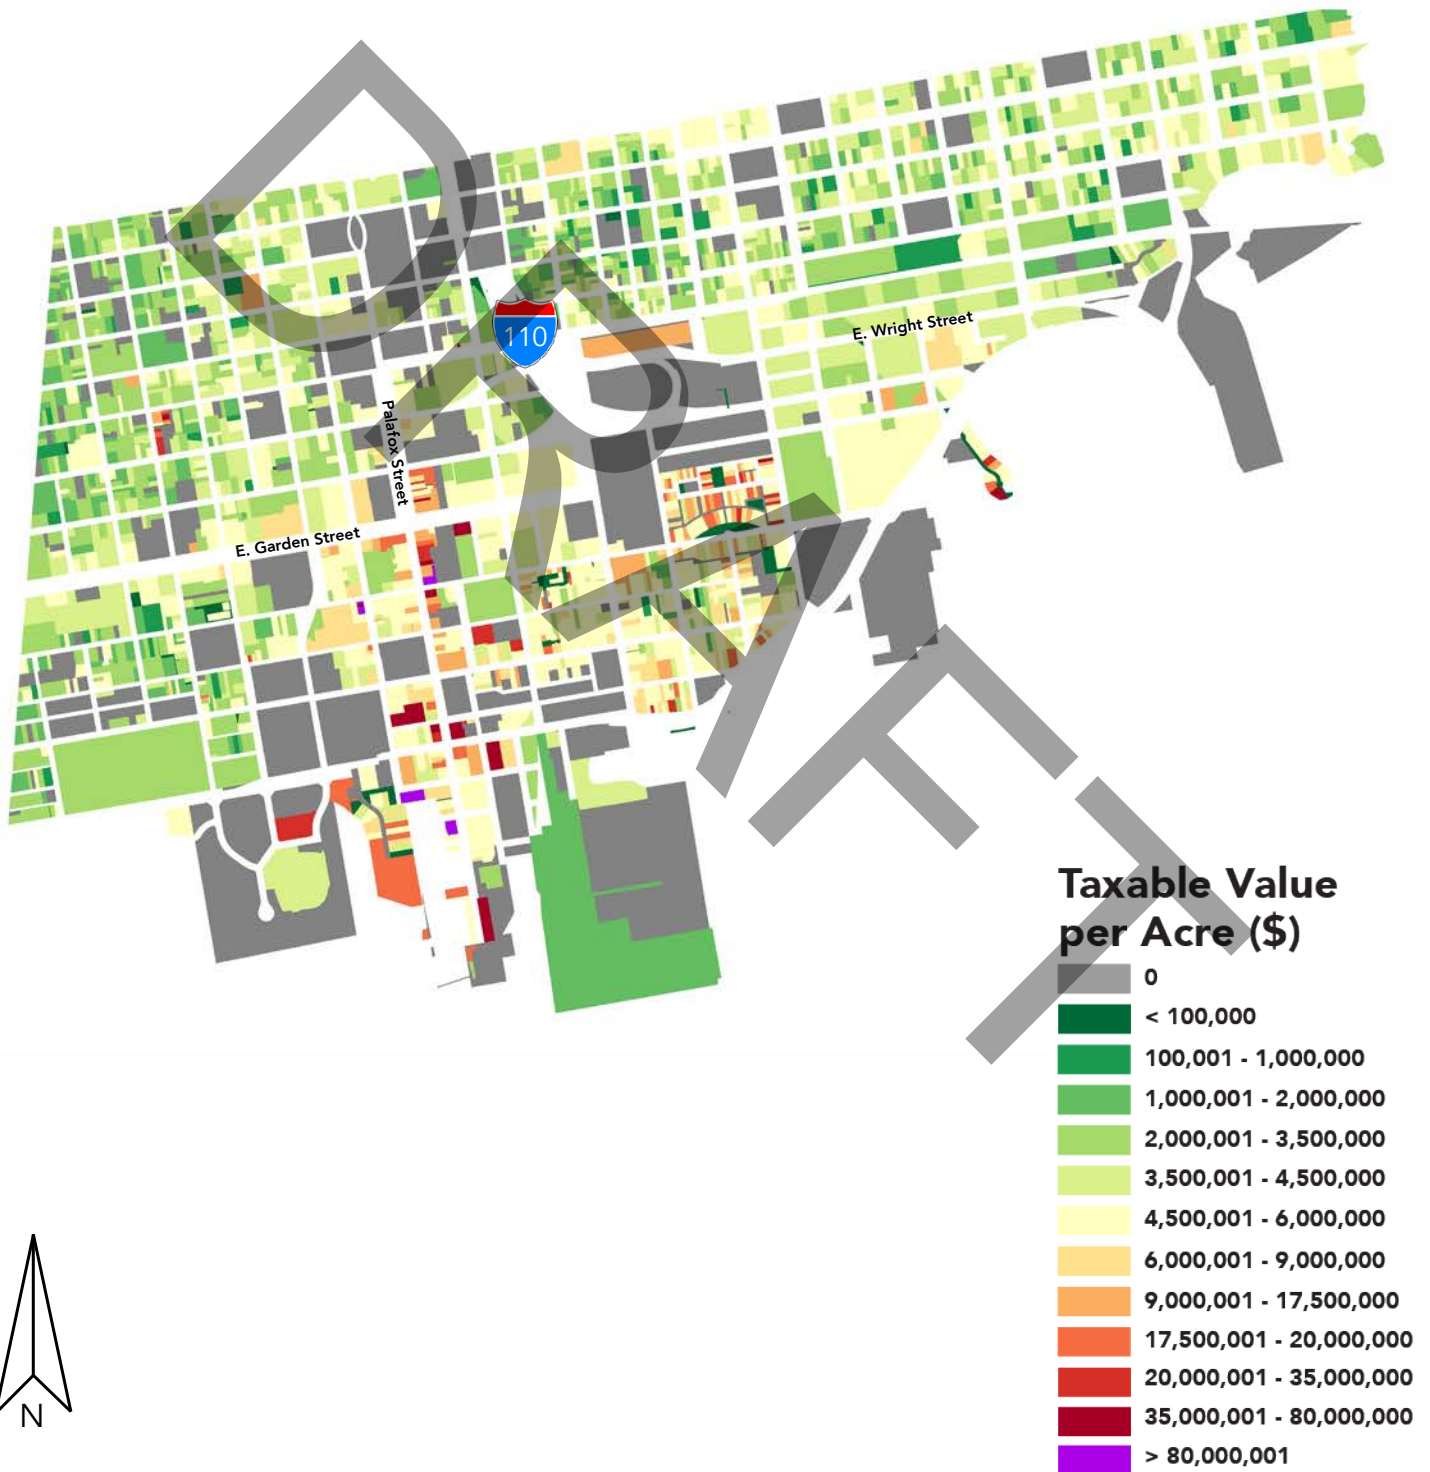 DRAFT
110
E. Wright Street
Palafox Street
E. Garden Street
Taxable Value
per Acre ($)
0
< 100,000
100,001 - 1,000,000
1,000,001 - 2,000,000
2,000,001 - 3,500,000
3,500,001 - 4,500,000
4,500,001 - 6,000,000
6,000,001 - 9,000,000
9,000,001 - 17,500,000
17,500,001 - 20,000,000
20,000,001 - 35,000,000
35,000,001 - 80,000,000
> 80,000,001
N